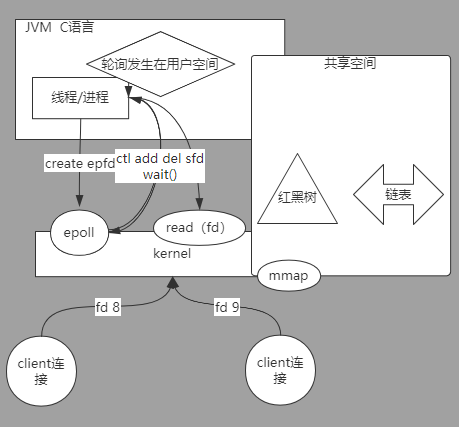 JVM C语言
轮询发生在用户空间
共享空间
线程/进程
create epfd
ctl add del sfd
wait()
红黑树
链表
epoll
read（fd）
kernel
mmap
fd 8
fd 9
client连
接
client连
接